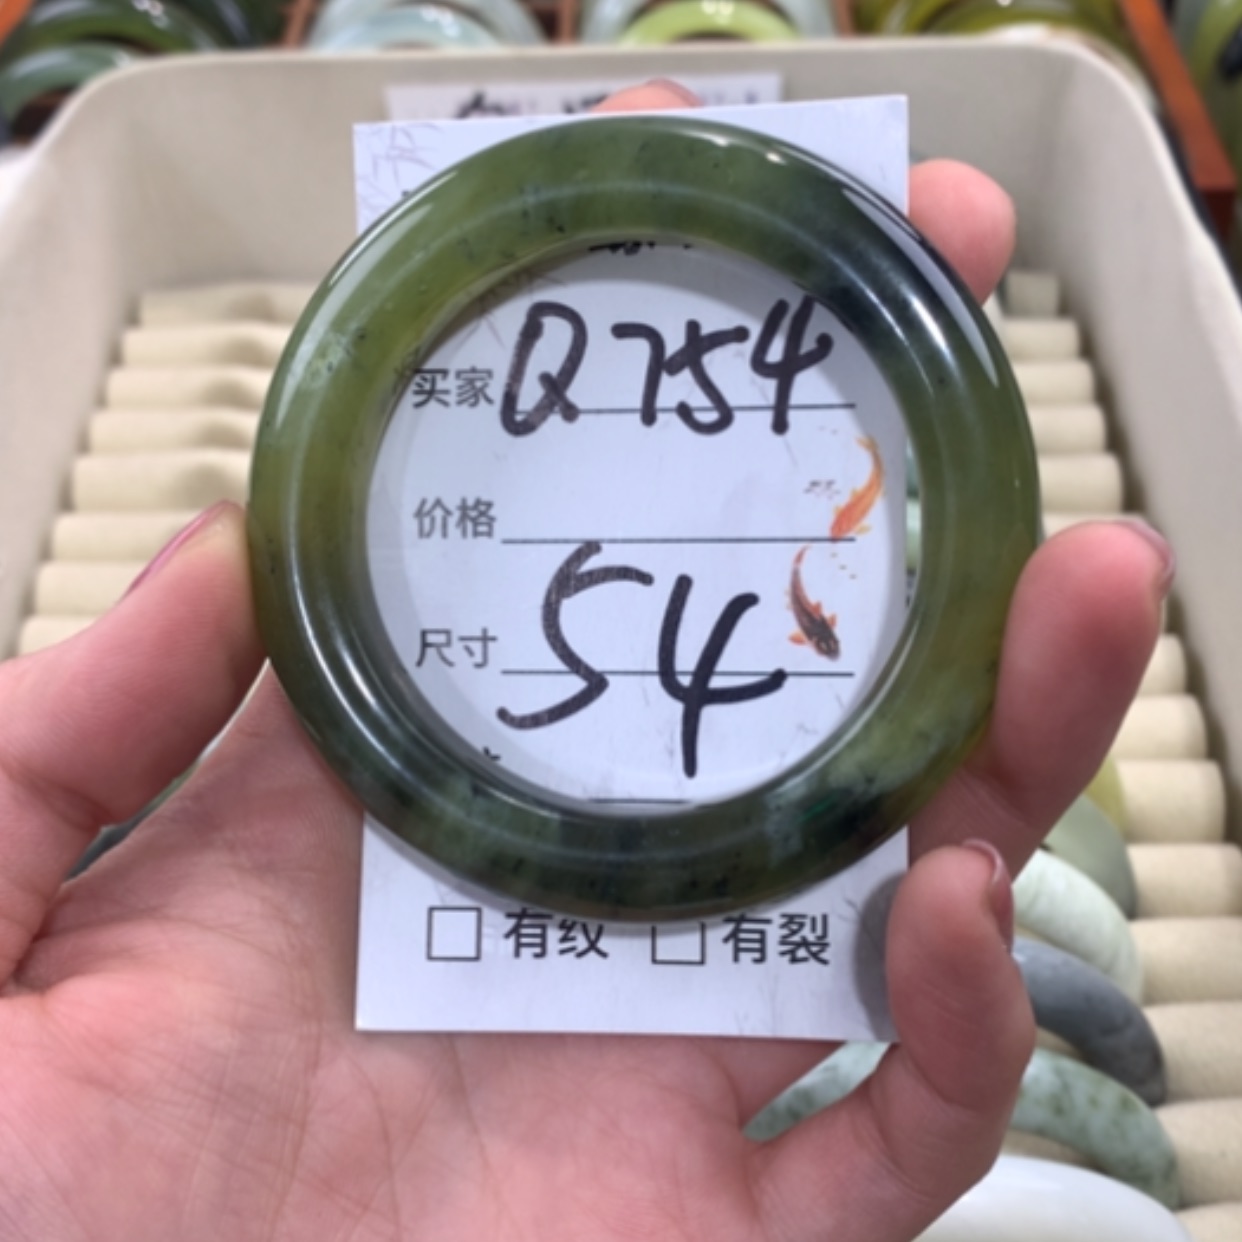 买家 Q754
价格
尺寸 54
□ 有纹 □ 有裂